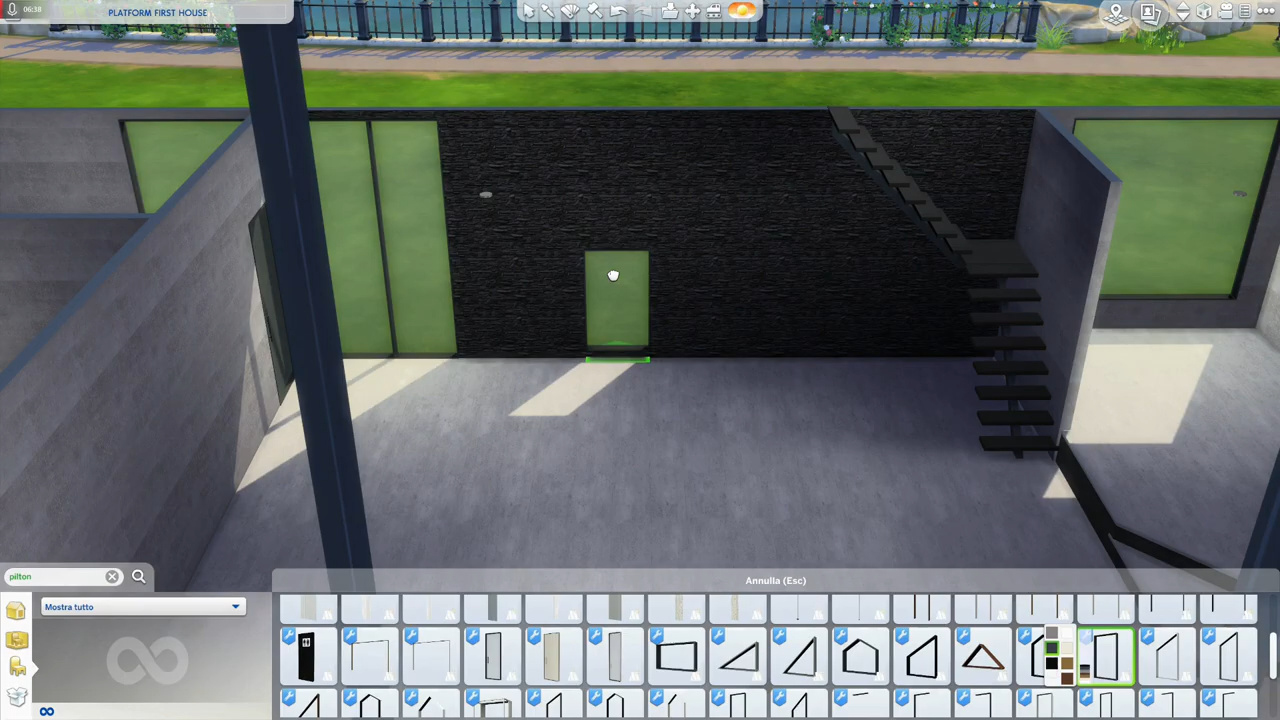 06:38
PLATFORM FIRST HOUSE
pilton
Annulla (Esc)
Mostra tutto